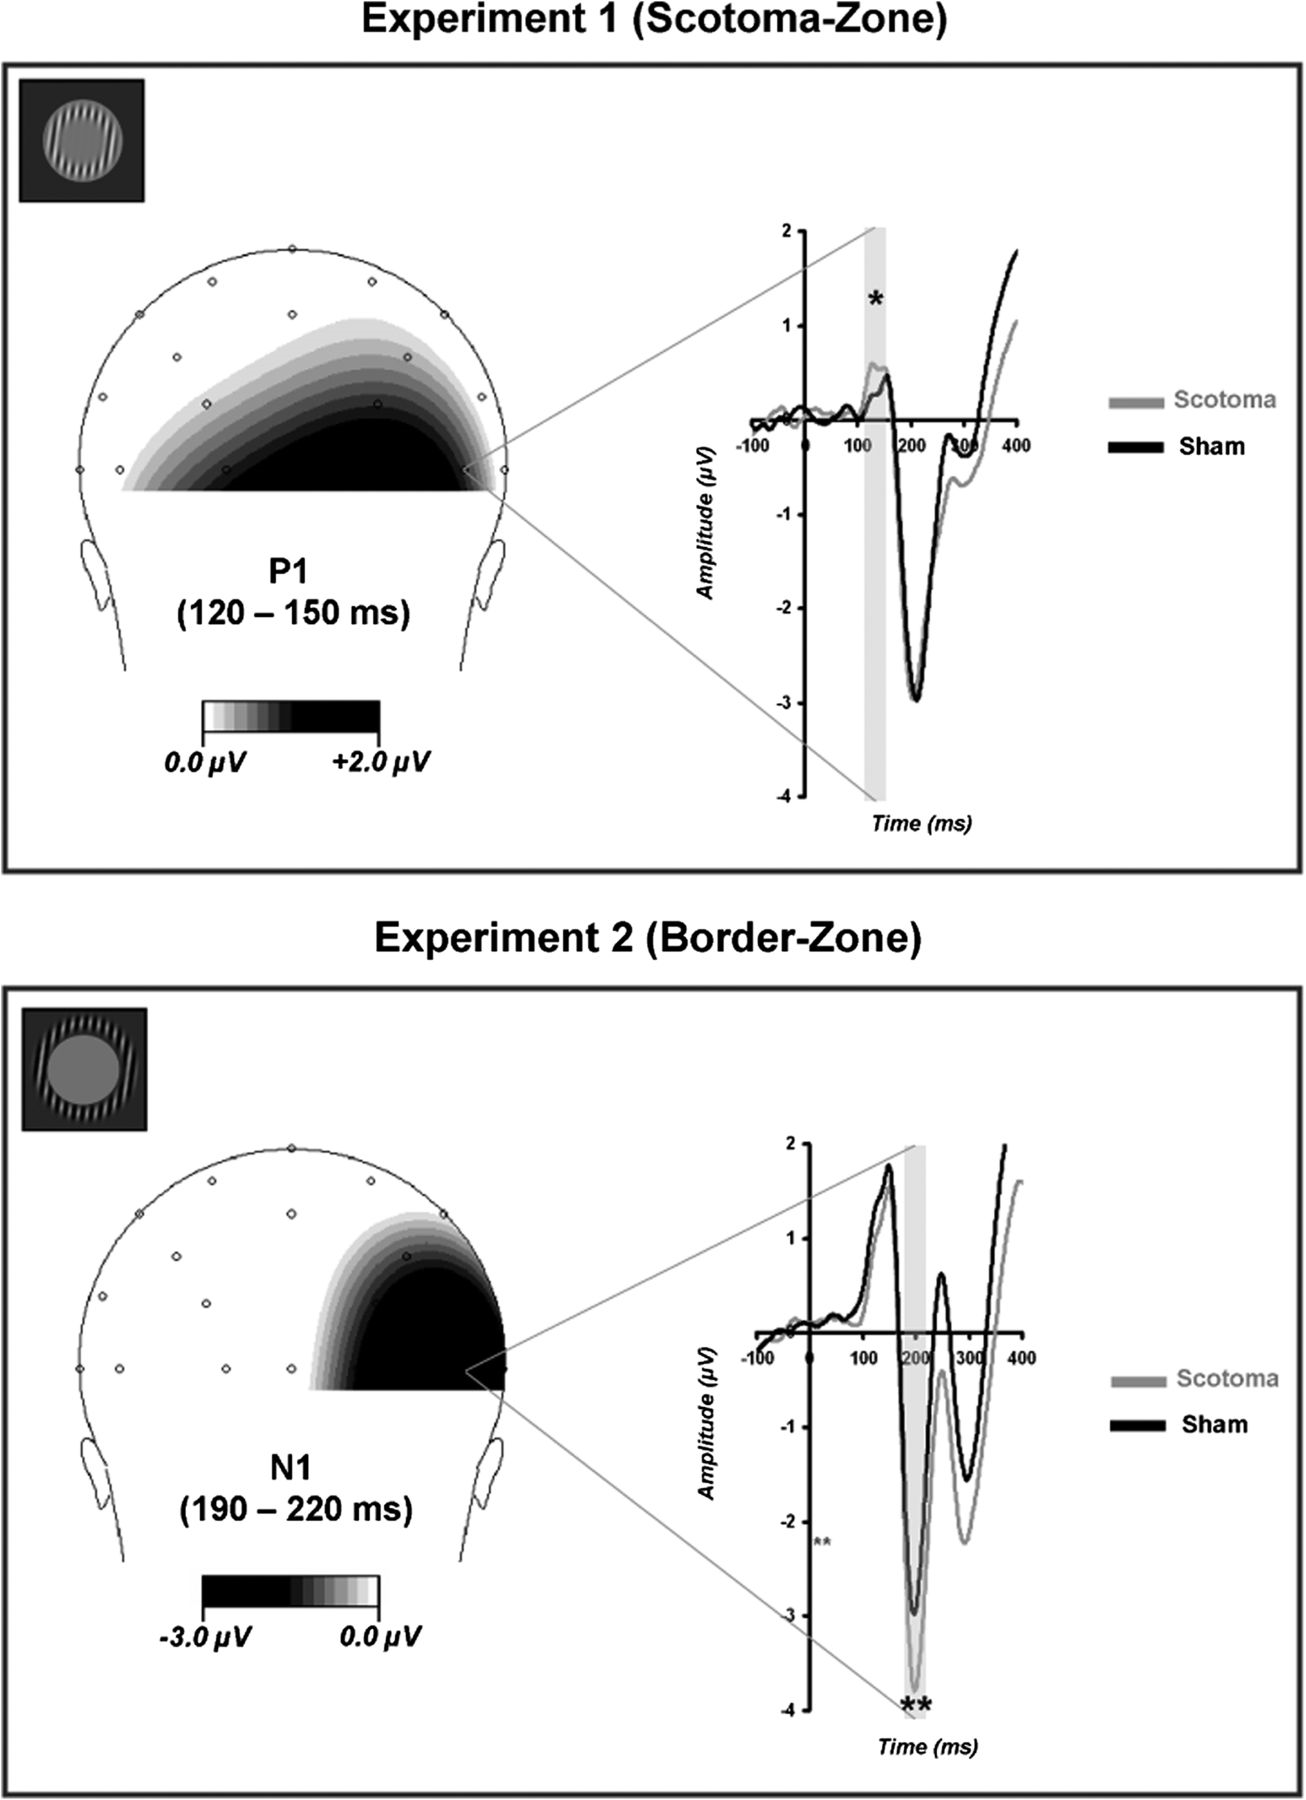 Experiment 1 (Scotoma-Zone)
P1
(120 – 150 ms)
0.0 µV
+2.0 µV
2
1
0
-1
-2
-3
-4
-100
0
100
200
300
400
Amplitude (µV)
Time (ms)
*
Scotoma
Sham
Experiment 2 (Border-Zone)
N1
(190 – 220 ms)
-3.0 µV
0.0 µV
2
1
0
-1
-2
-3
-4
-100
0
100
200
300
400
Amplitude (µV)
Time (ms)
**
**
Scotoma
Sham